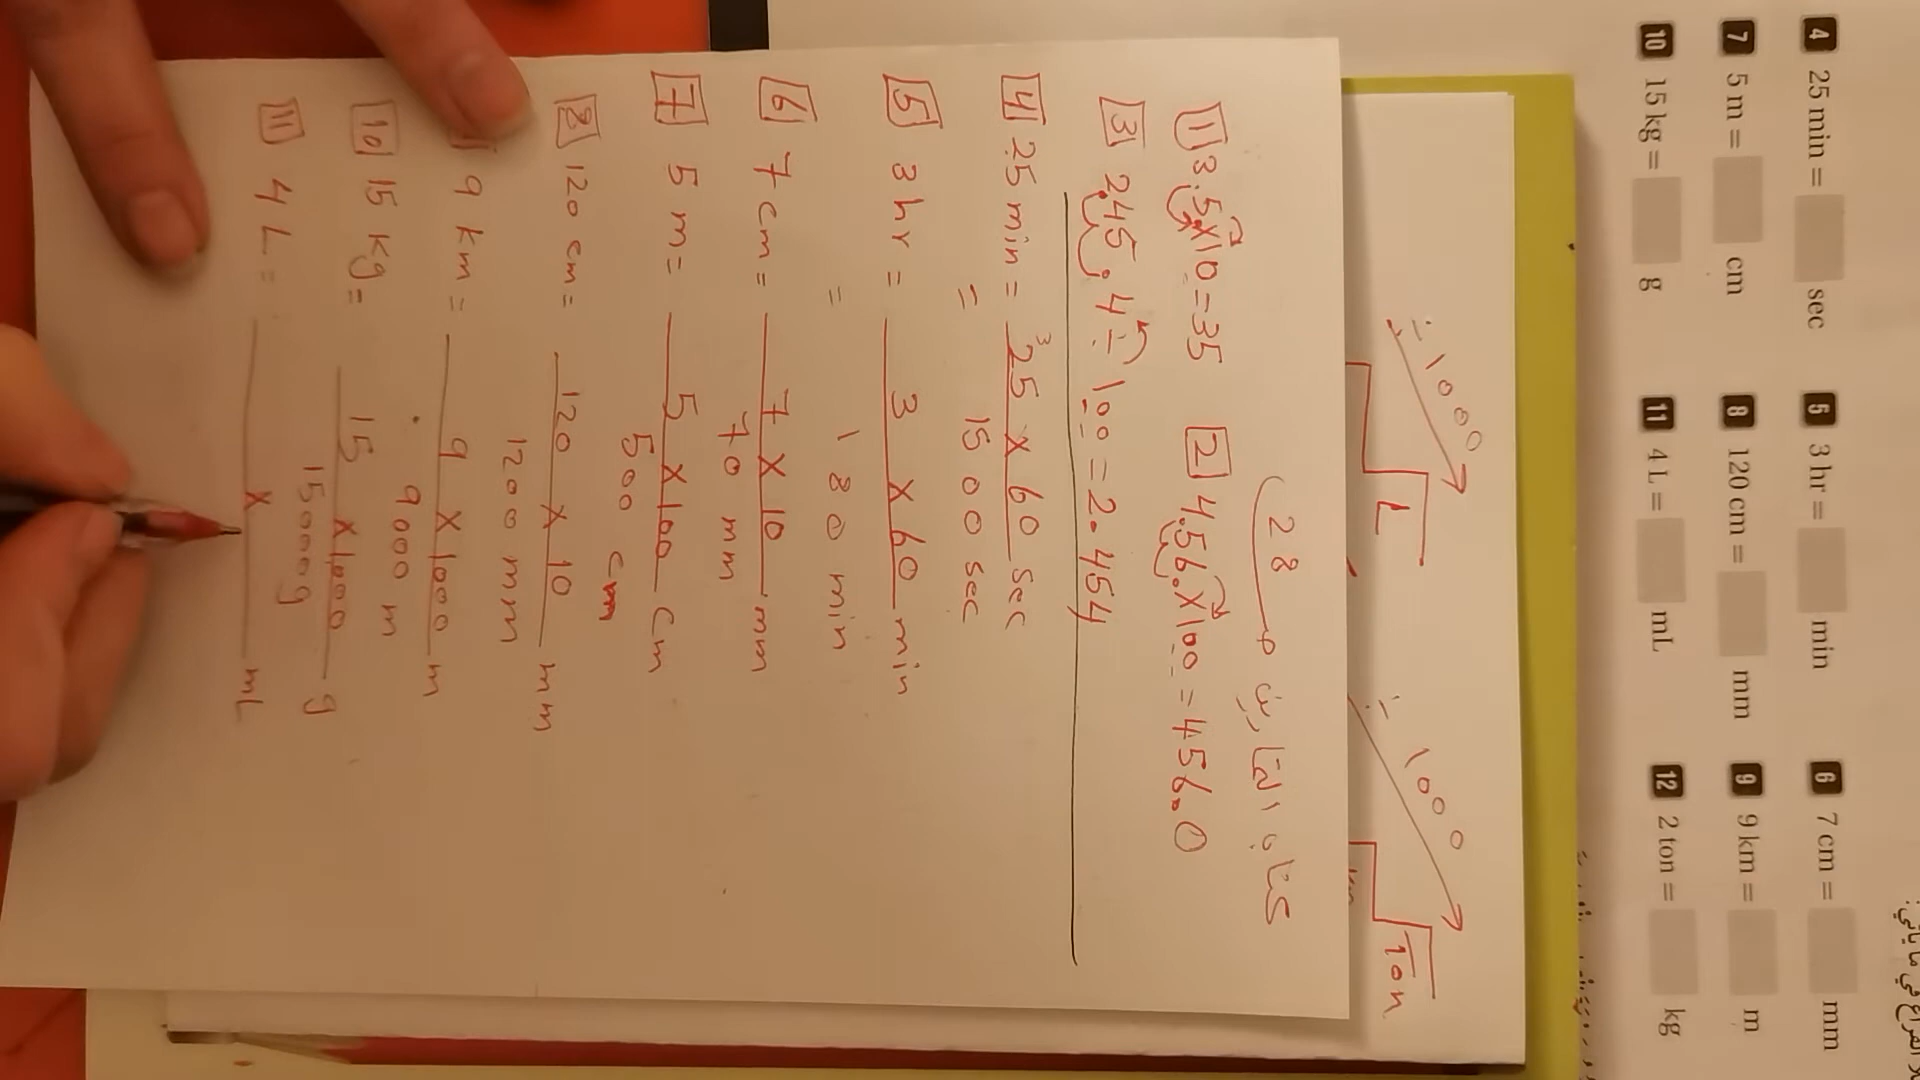 كتاب التمارين ص 28
1 3.5×10=35
2 4.56.×100=456.0
3 245.4÷100=2.454
4 25 min = 25 × 60 sec
= 1500 sec
5 3 hr = 3 × 60 min
= 180 min
6 7 cm = 7 × 10 mm
70 mm
7 5 m = 5 × 100 cm
500 cm
8 120 cm = 120 × 10 mm
1200 mm
9 km = 9 × 1000 m
9000 m
10 15 kg = 15 × 1000 g
15000 g
11 4 L = × mL
÷1000
L
÷1000
Ton
4 25 min = sec
5 3 hr = min
6 7 cm = mm
7 5 m = cm
8 120 cm = mm
9 9 km = m
10 15 kg = g
11 4 L = mL
12 2 ton = kg
الفراغ في ما يأتي: